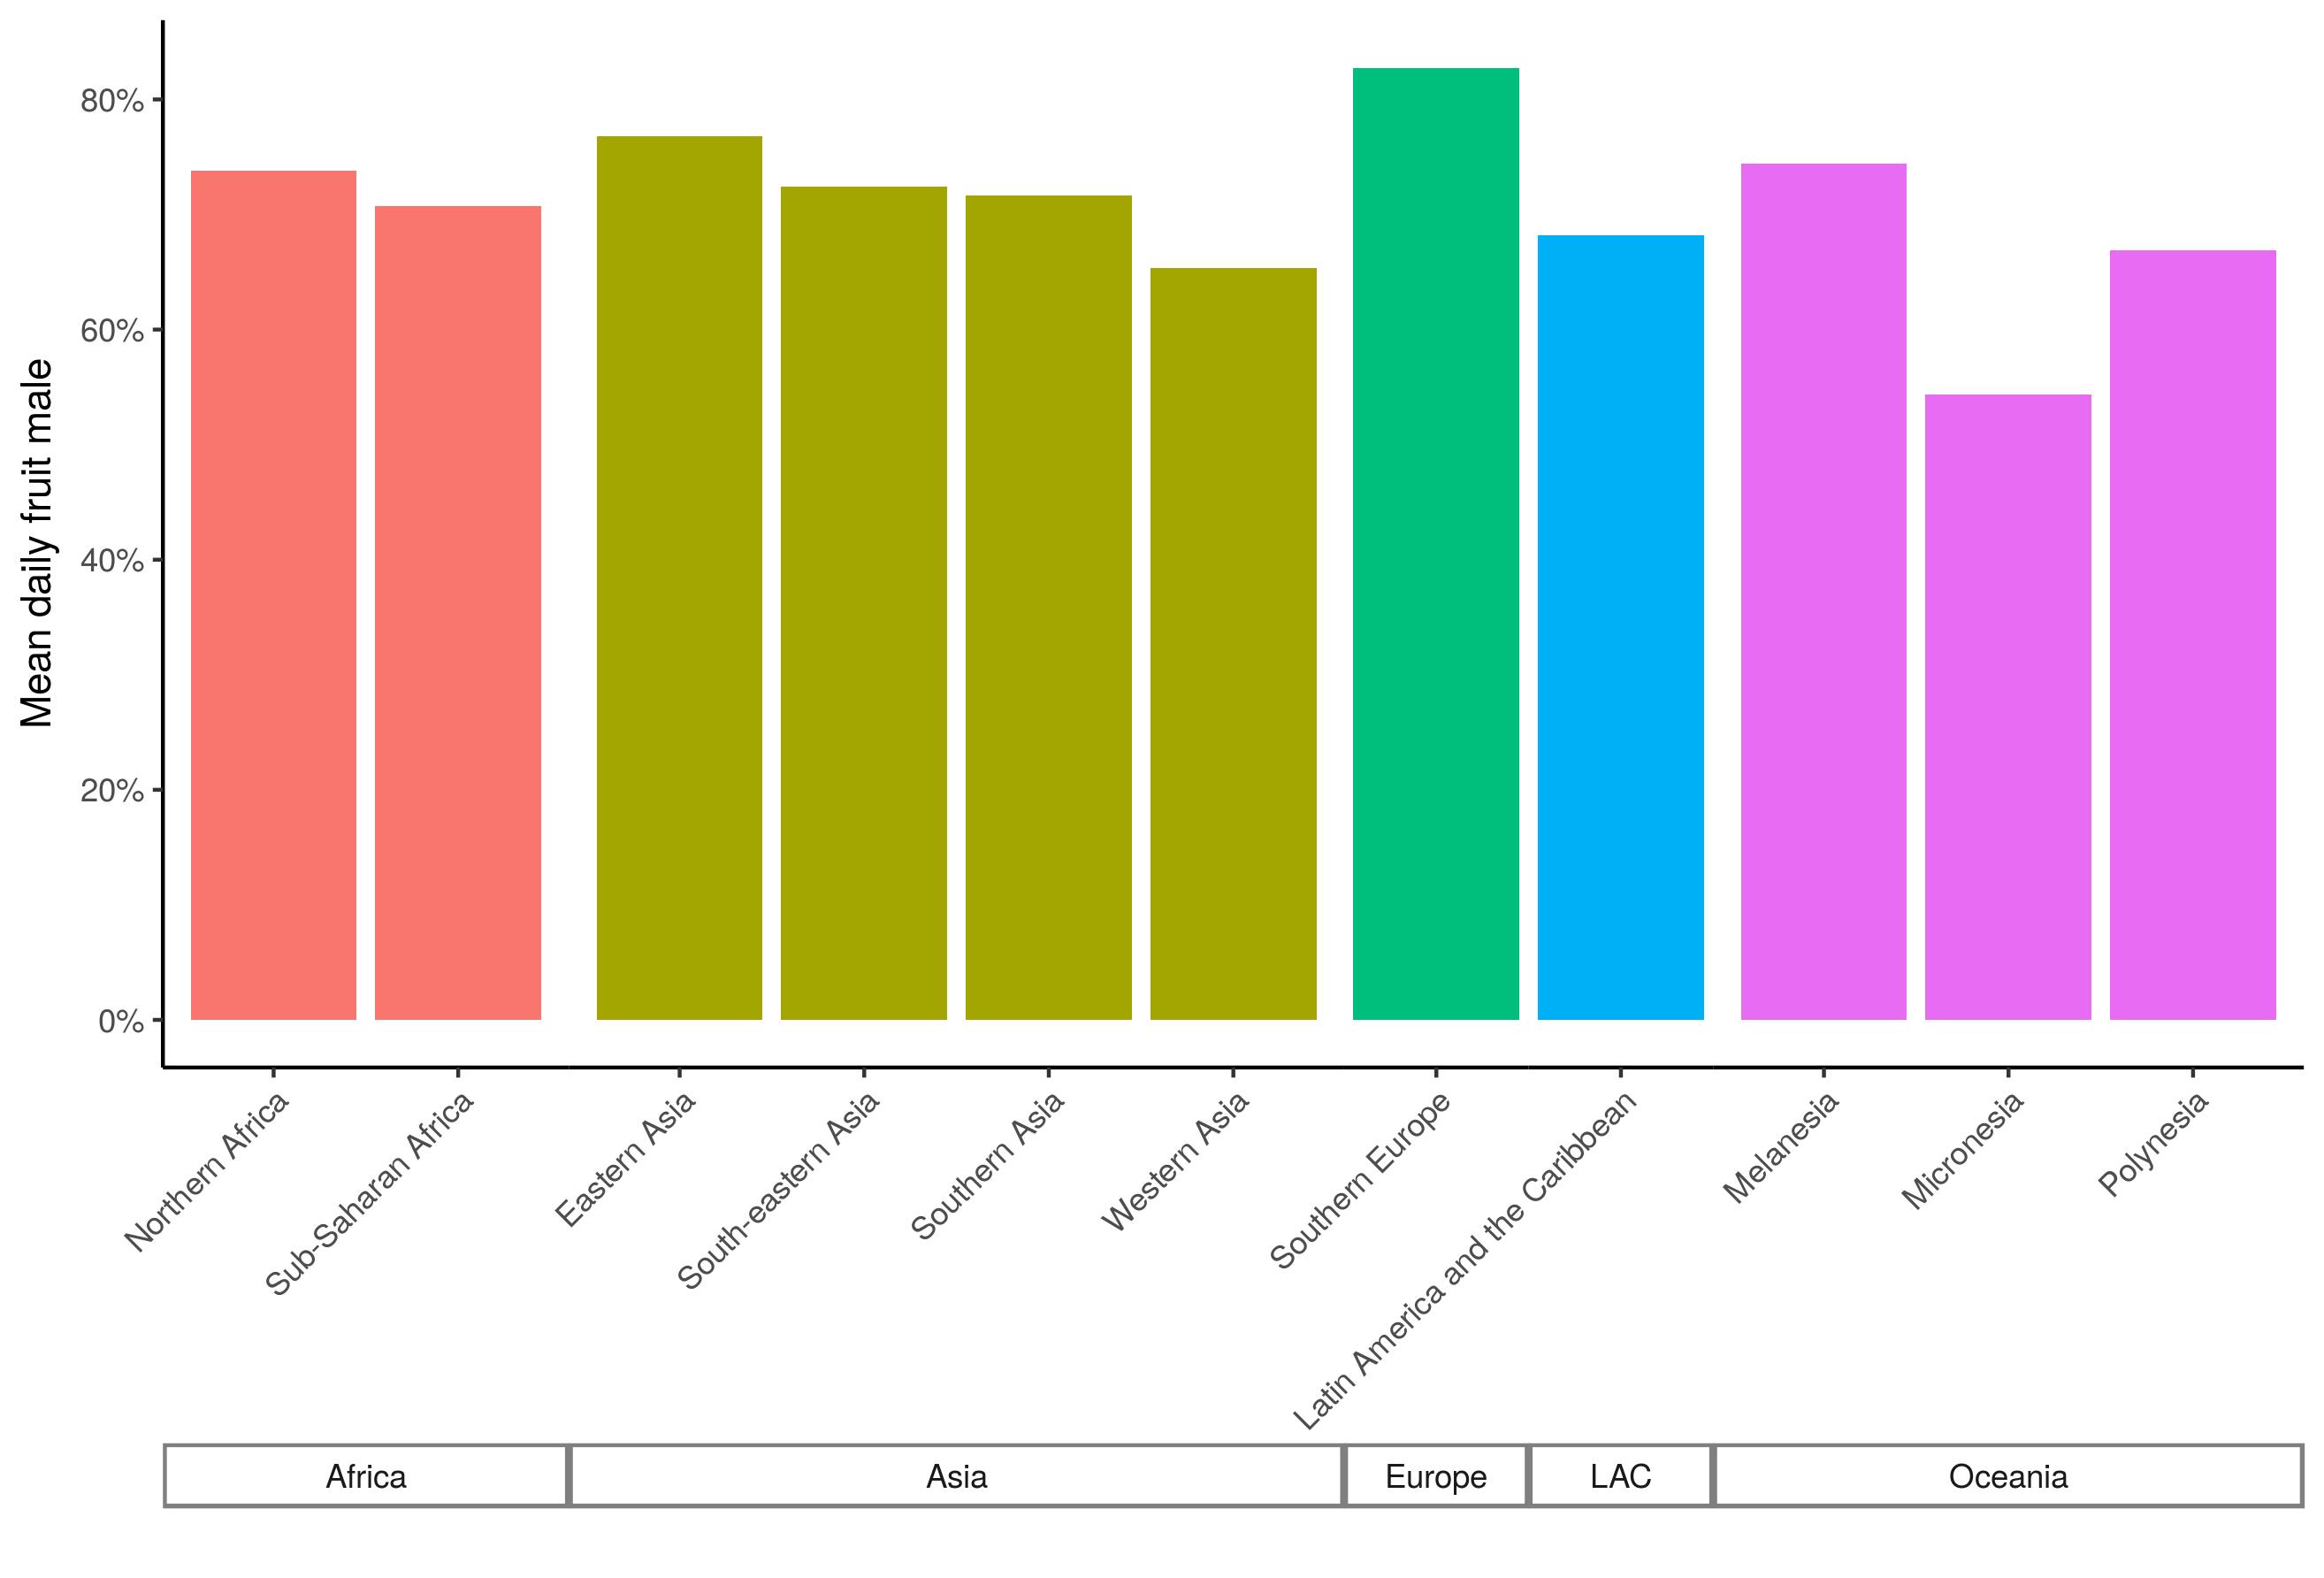 Mean daily fruit male
80%
60%
40%
20%
0%
Northern Africa
Sub-Saharan Africa
Eastern Asia
South-eastern Asia
Southern Asia
Western Asia
Southern Europe
Latin America and the Caribbean
Melanesia
Micronesia
Polynesia
Africa
Asia
Europe
LAC
Oceania